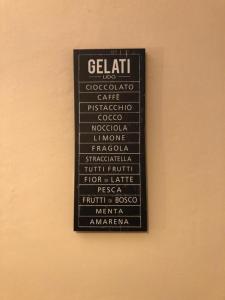 GELATI
LIDO
CIOCCOLATO
CAFFÈ
PISTACCHIO
COCCO
NOCCIOLA
LIMONE
FRAGOLA
STRACCIATELLA
TUTTI FRUTTI
FIOR DI LATTE
PESCA
FRUTTI DI BOSCO
MENTA
AMARENA